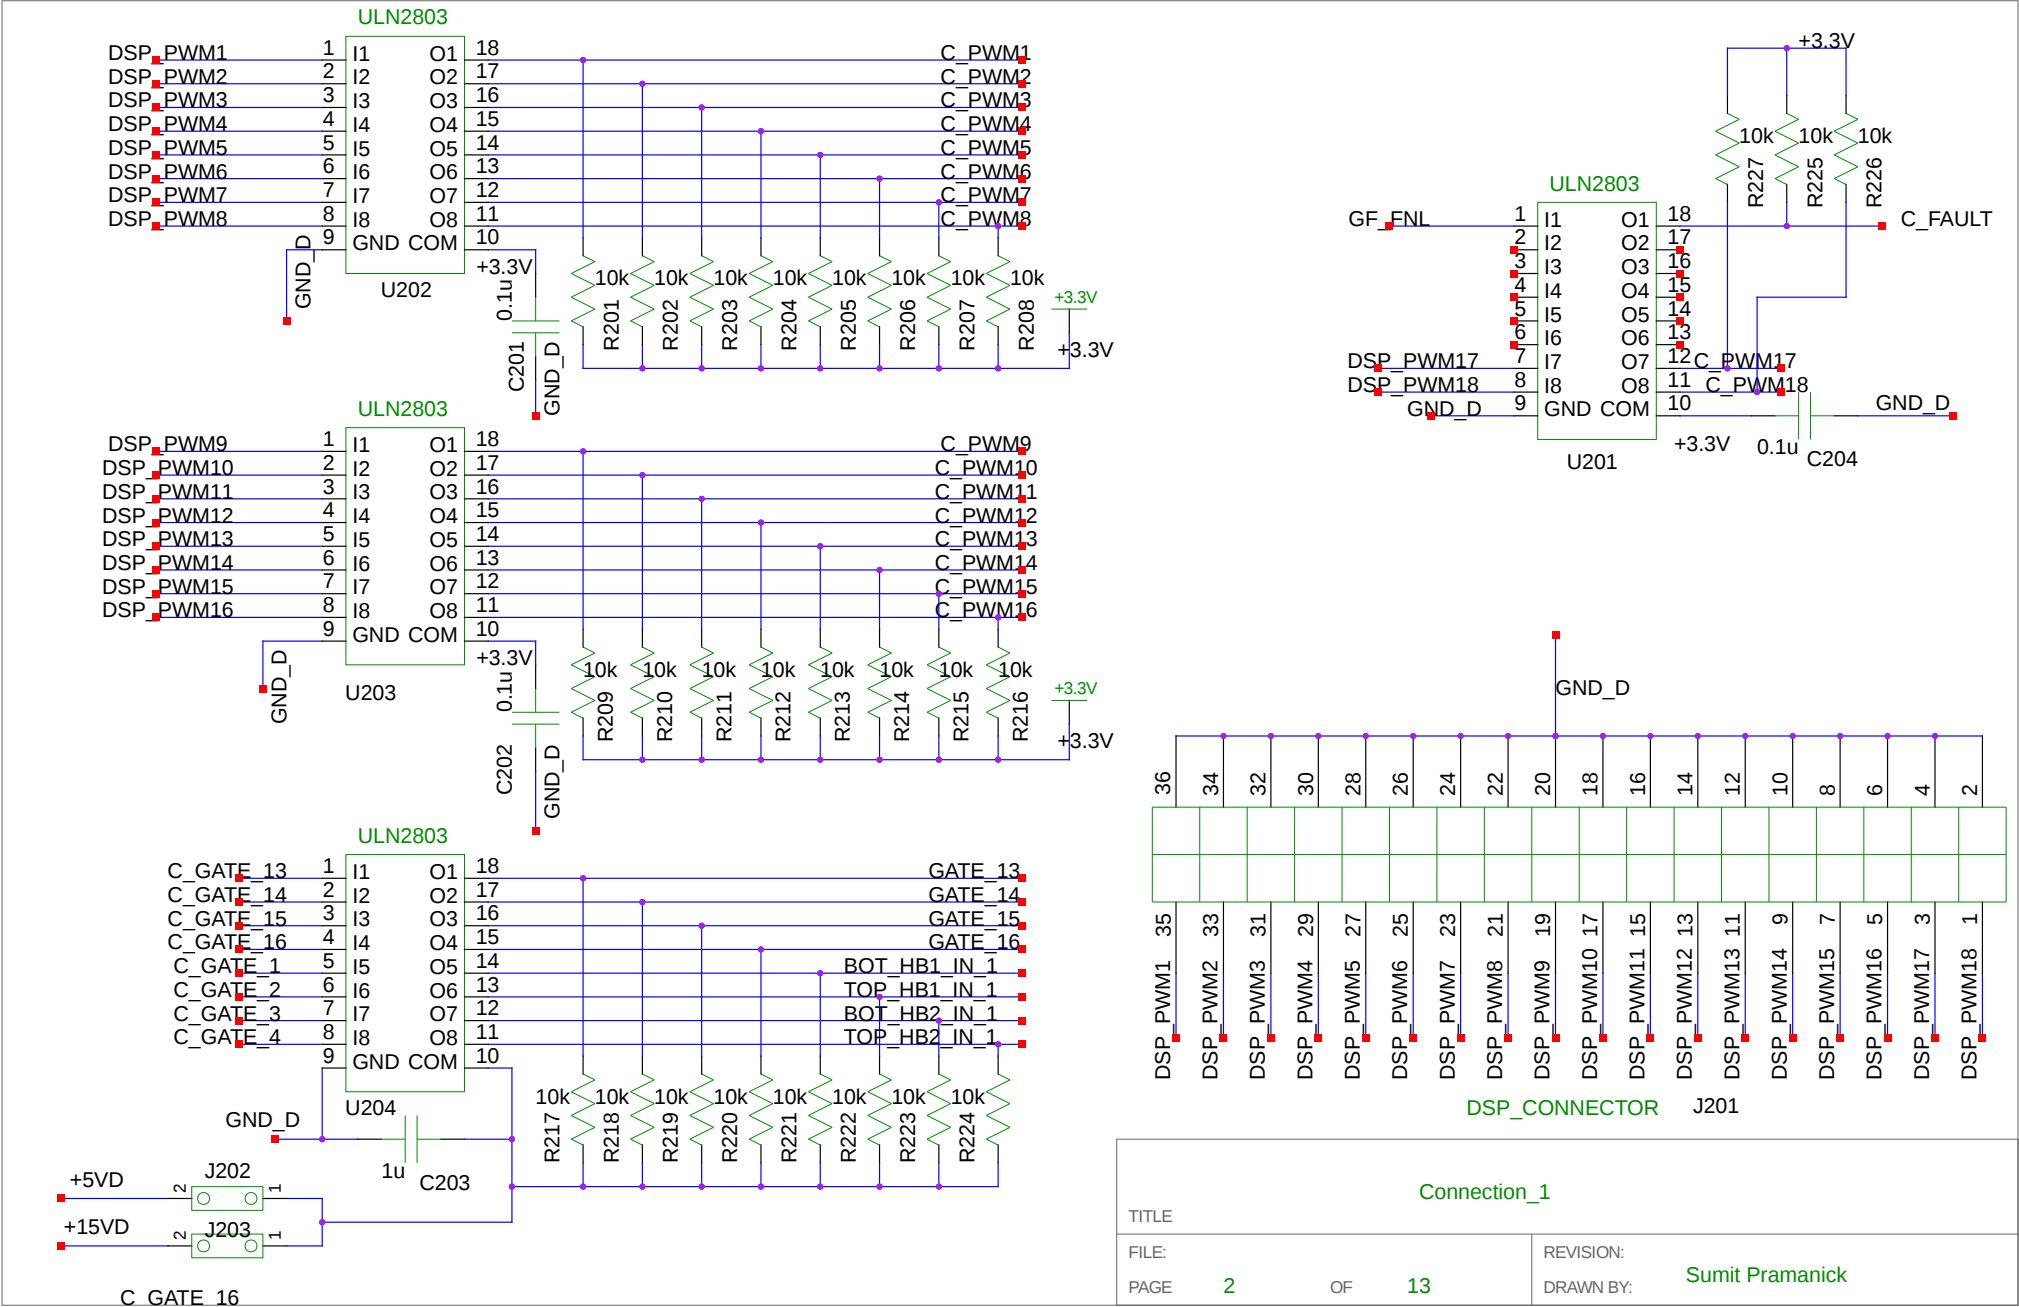 ULN2803
DSP_PWM1 1 I1 O1 18 C_PWM1
DSP_PWM2 2 I2 O2 17 C_PWM2
DSP_PWM3 3 I3 O3 16 C_PWM3
DSP_PWM4 4 I4 O4 15 C_PWM4
DSP_PWM5 5 I5 O5 14 C_PWM5
DSP_PWM6 6 I6 O6 13 C_PWM6
DSP_PWM7 7 I7 O7 12 C_PWM7
DSP_PWM8 8 I8 O8 11 C_PWM8
GND_D 9 GND COM 10
+3.3V
U202
0.1u C201 GND_D
10k 10k 10k 10k 10k 10k 10k 10k
R201 R202 R203 R204 R205 R206 R207 R208
+3.3V
+3.3V
ULN2803
DSP_PWM9 1 I1 O1 18 C_PWM9
DSP_PWM10 2 I2 O2 17 C_PWM10
DSP_PWM11 3 I3 O3 16 C_PWM11
DSP_PWM12 4 I4 O4 15 C_PWM12
DSP_PWM13 5 I5 O5 14 C_PWM13
DSP_PWM14 6 I6 O6 13 C_PWM14
DSP_PWM15 7 I7 O7 12 C_PWM15
DSP_PWM16 8 I8 O8 11 C_PWM16
GND_D 9 GND COM 10
+3.3V
U203
0.1u C202 GND_D
10k 10k 10k 10k 10k 10k 10k 10k
R209 R210 R211 R212 R213 R214 R215 R216
+3.3V
+3.3V
ULN2803
C_GATE_13 1 I1 O1 18 GATE_13
C_GATE_14 2 I2 O2 17 GATE_14
C_GATE_15 3 I3 O3 16 GATE_15
C_GATE_16 4 I4 O4 15 GATE_16
C_GATE_1 5 I5 O5 14 BOT_HB1_IN_1
C_GATE_2 6 I6 O6 13 TOP_HB1_IN_1
C_GATE_3 7 I7 O7 12 BOT_HB2_IN_1
C_GATE_4 8 I8 O8 11 TOP_HB2_IN_1
9 GND COM 10
U204
GND_D
1u C203
10k 10k 10k 10k 10k 10k 10k 10k
R217 R218 R219 R220 R221 R222 R223 R224
+5VD 2 J202 1
+15VD 2 J203 1
C_GATE_16
+3.3V
10k 10k 10k
R227 R225 R226
ULN2803
GF_FNL 1 I1 O1 18 C_FAULT
2 I2 O2 17
3 I3 O3 16
4 I4 O4 15
5 I5 O5 14
6 I6 O6 13
DSP_PWM17 7 I7 O7 12 C_PWM17
DSP_PWM18 8 I8 O8 11 C_PWM18
GND_D 9 GND COM 10 GND_D
+3.3V 0.1u C204
U201
GND_D
36 34 32 30 28 26 24 22 20 18 16 14 12 10 8 6 4 2
35 33 31 29 27 25 23 21 19 17 15 13 11 9 7 5 3 1
DSP_PWM1 DSP_PWM2 DSP_PWM3 DSP_PWM4 DSP_PWM5 DSP_PWM6 DSP_PWM7 DSP_PWM8 DSP_PWM9 DSP_PWM10 DSP_PWM11 DSP_PWM12 DSP_PWM13 DSP_PWM14 DSP_PWM15 DSP_PWM16 DSP_PWM17 DSP_PWM18
DSP_CONNECTOR J201
Connection_1
TITLE
FILE: REVISION:
PAGE 2 OF 13 DRAWN BY: Sumit Pramanick